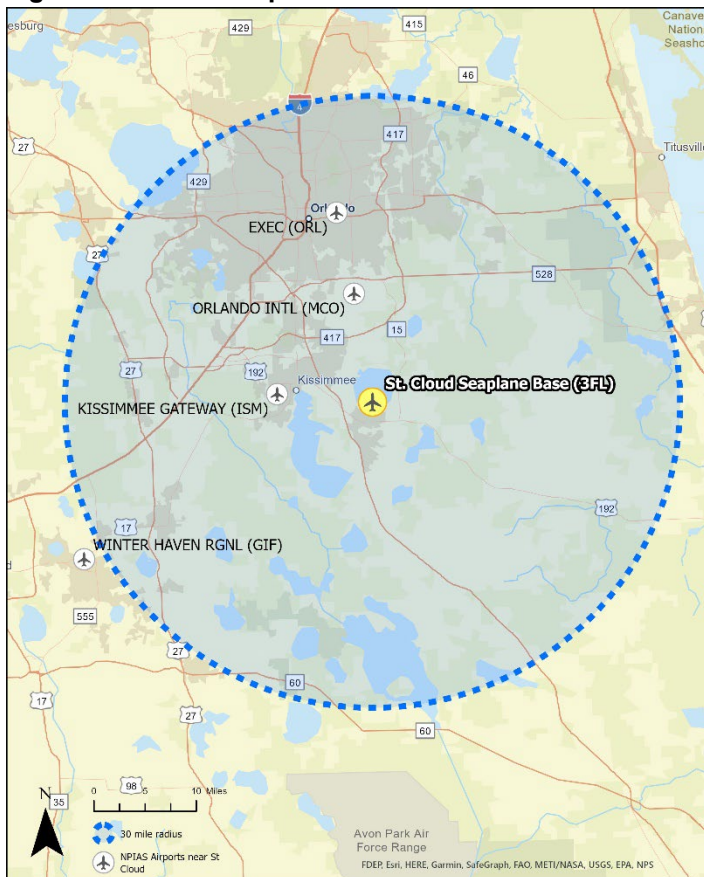 429
415
Canave
Nation
Seasho
esburg
46
4
417
27
Titusville
429
Orlando
EXEC (ORL)
27
528
ORLANDO INTL (MCO)
417
15
27
192
Kissimmee
St. Cloud Seaplane Base (3FL)
KISSIMMEE GATEWAY (ISM)
192
17
WINTER HAVEN RGNL (GIF)
555
27
60
17
27
60
N
98
0 5 10 Miles
35
30 mile radius
NPIAS Airports near St
Cloud
Avon Park Air
Force Range
FDEP, Esri, HERE, Garmin, SafeGraph, FAO, METI/NASA, USGS, EPA, NPS